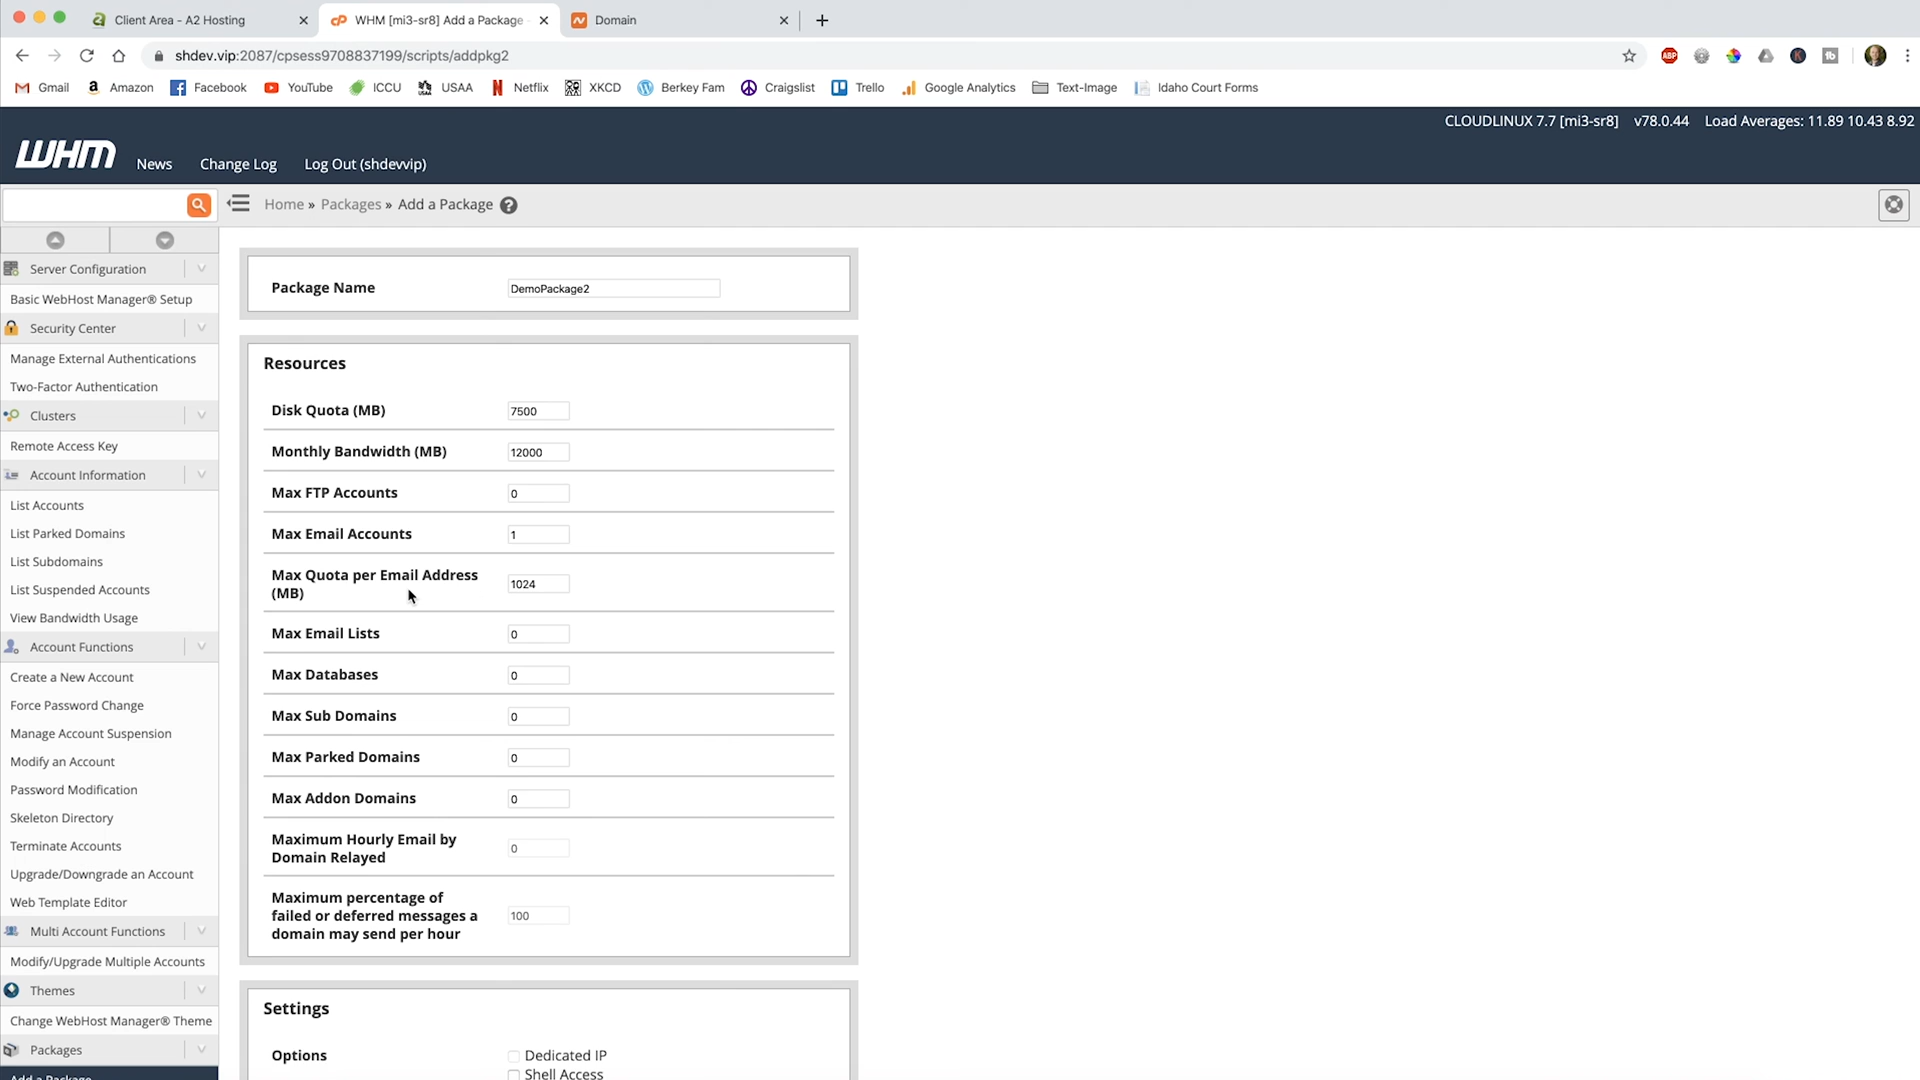 Client Area - A2 Hosting
WHM [mi3-sr8] Add a Package -
Domain
shdev.vip:2087/cpsess9708837199/scripts/addpkg2
ABP
K
tb
Gmail
Amazon
Facebook
YouTube
ICCU
USAA
Netflix
XKCD
Berkey Fam
Craigslist
Trello
Google Analytics
Text-Image
Idaho Court Forms
CLOUDLINUX 7.7 [mi3-sr8] v78.0.44 Load Averages: 11.89 10.43 8.92
WHM
News
Change Log
Log Out (shdevvip)
Home » Packages » Add a Package
Server Configuration
Basic WebHost Manager® Setup
Security Center
Manage External Authentications
Two-Factor Authentication
Clusters
Remote Access Key
Account Information
List Accounts
List Parked Domains
List Subdomains
List Suspended Accounts
View Bandwidth Usage
Account Functions
Create a New Account
Force Password Change
Manage Account Suspension
Modify an Account
Password Modification
Skeleton Directory
Terminate Accounts
Upgrade/Downgrade an Account
Web Template Editor
Multi Account Functions
Modify/Upgrade Multiple Accounts
Themes
Change WebHost Manager® Theme
Packages
Add a Package
Package Name DemoPackage2
Resources
Disk Quota (MB) 7500
Monthly Bandwidth (MB) 12000
Max FTP Accounts 0
Max Email Accounts 1
Max Quota per Email Address
(MB) 1024
Max Email Lists 0
Max Databases 0
Max Sub Domains 0
Max Parked Domains 0
Max Addon Domains 0
Maximum Hourly Email by
Domain Relayed 0
Maximum percentage of
failed or deferred messages a 100
domain may send per hour
Settings
Options Dedicated IP
Shell Access